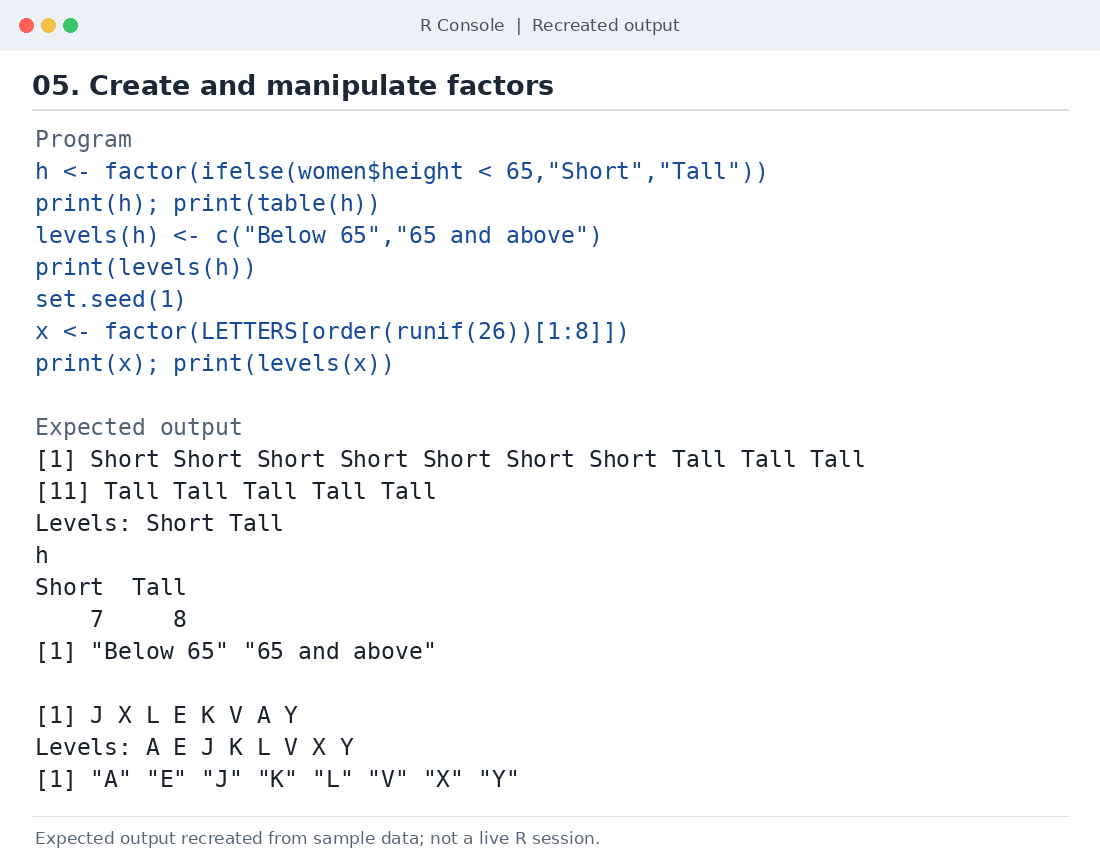 R Console | Recreated output
05. Create and manipulate factors
Program
h <- factor(ifelse(women$height < 65,"Short","Tall"))
print(h); print(table(h))
levels(h) <- c("Below 65","65 and above")
print(levels(h))
set.seed(1)
x <- factor(LETTERS[order(runif(26))[1:8]])
print(x); print(levels(x))
Expected output
[1] Short Short Short Short Short Short Short Tall Tall Tall
[11] Tall Tall Tall Tall Tall
Levels: Short Tall
h
Short  Tall
    7     8
[1] "Below 65" "65 and above"
[1] J X L E K V A Y
Levels: A E J K L V X Y
[1] "A" "E" "J" "K" "L" "V" "X" "Y"
Expected output recreated from sample data; not a live R session.